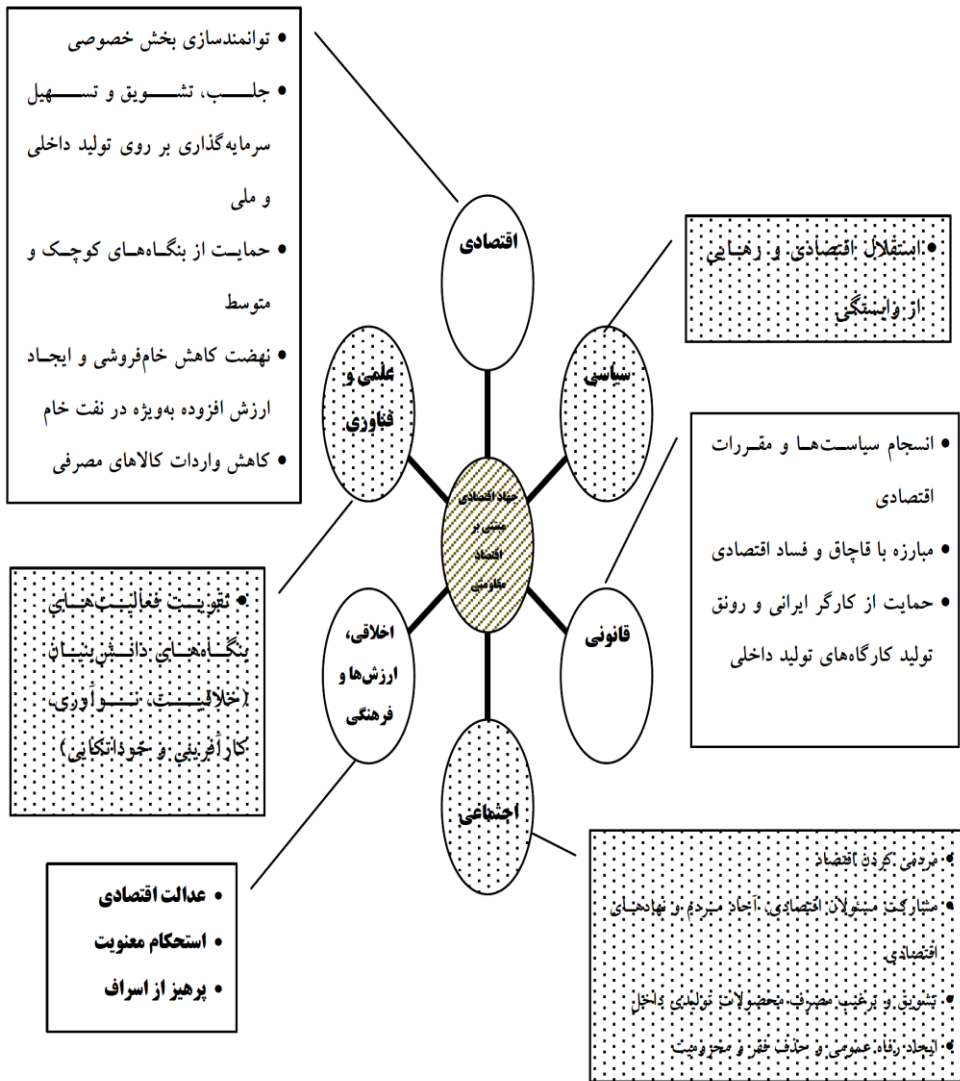 • توانمندسازی بخش خصوصی
• جلب، تشویق و تسهیل
سرمایه‌گذاری بر روی تولید داخلی
و ملی
• حمایت از بنگاه‌های کوچک و
متوسط
• نهضت کاهش خام‌فروشی و ایجاد
ارزش افزوده به‌ویژه در نفت خام
• کاهش واردات کالاهای مصرفی
اقتصادی
• استقلال اقتصادی و رهایی
از وابستگی
سیاسی
علمی و
فناوری
• انسجام سیاست‌ها و مقررات
اقتصادی
• مبارزه با قاچاق و فساد اقتصادی
• حمایت از کارگر ایرانی و رونق
تولید کارگاه‌های تولید داخلی
جهاد اقتصادی
مبتنی بر
اقتصاد
مقاومتی
• تقویت فعالیت‌های
بنگاه‌های دانش‌بنیان
(خلاقیت، نوآوری،
کارآفرینی و خوداتکایی)
اخلاقی،
ارزش‌ها و
فرهنگی
قانونی
اجتماعی
• عدالت اقتصادی
• استحکام معنویت
• پرهیز از اسراف
• مردمی کردن اقتصاد
• مشارکت مسئولان اقتصادی، آحاد مردم و نهادهای
اقتصادی
• تشویق و ترغیب مصرف محصولات تولیدی داخل
• ایجاد رفاه عمومی و حذف فقر و محرومیت